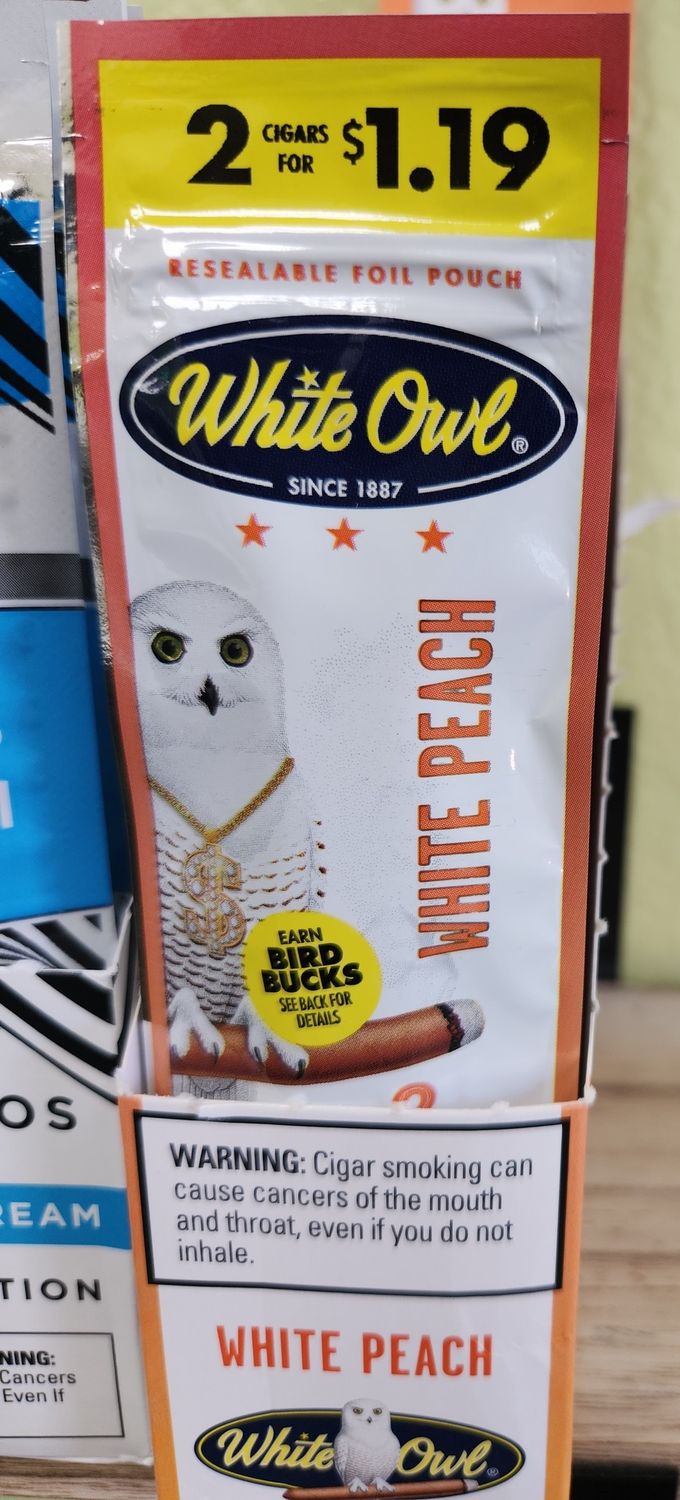 2 CIGARS FOR $1.19
RESEALABLE FOIL POUCH
White Owl®
SINCE 1887
WHITE PEACH
$
EARN
BIRD
BUCKS
SEE BACK FOR
DETAILS
WARNING: Cigar smoking can
cause cancers of the mouth
and throat, even if you do not
inhale.
WHITE PEACH
White Owl®
OS
REAM
TION
NING:
Cancers
Even If